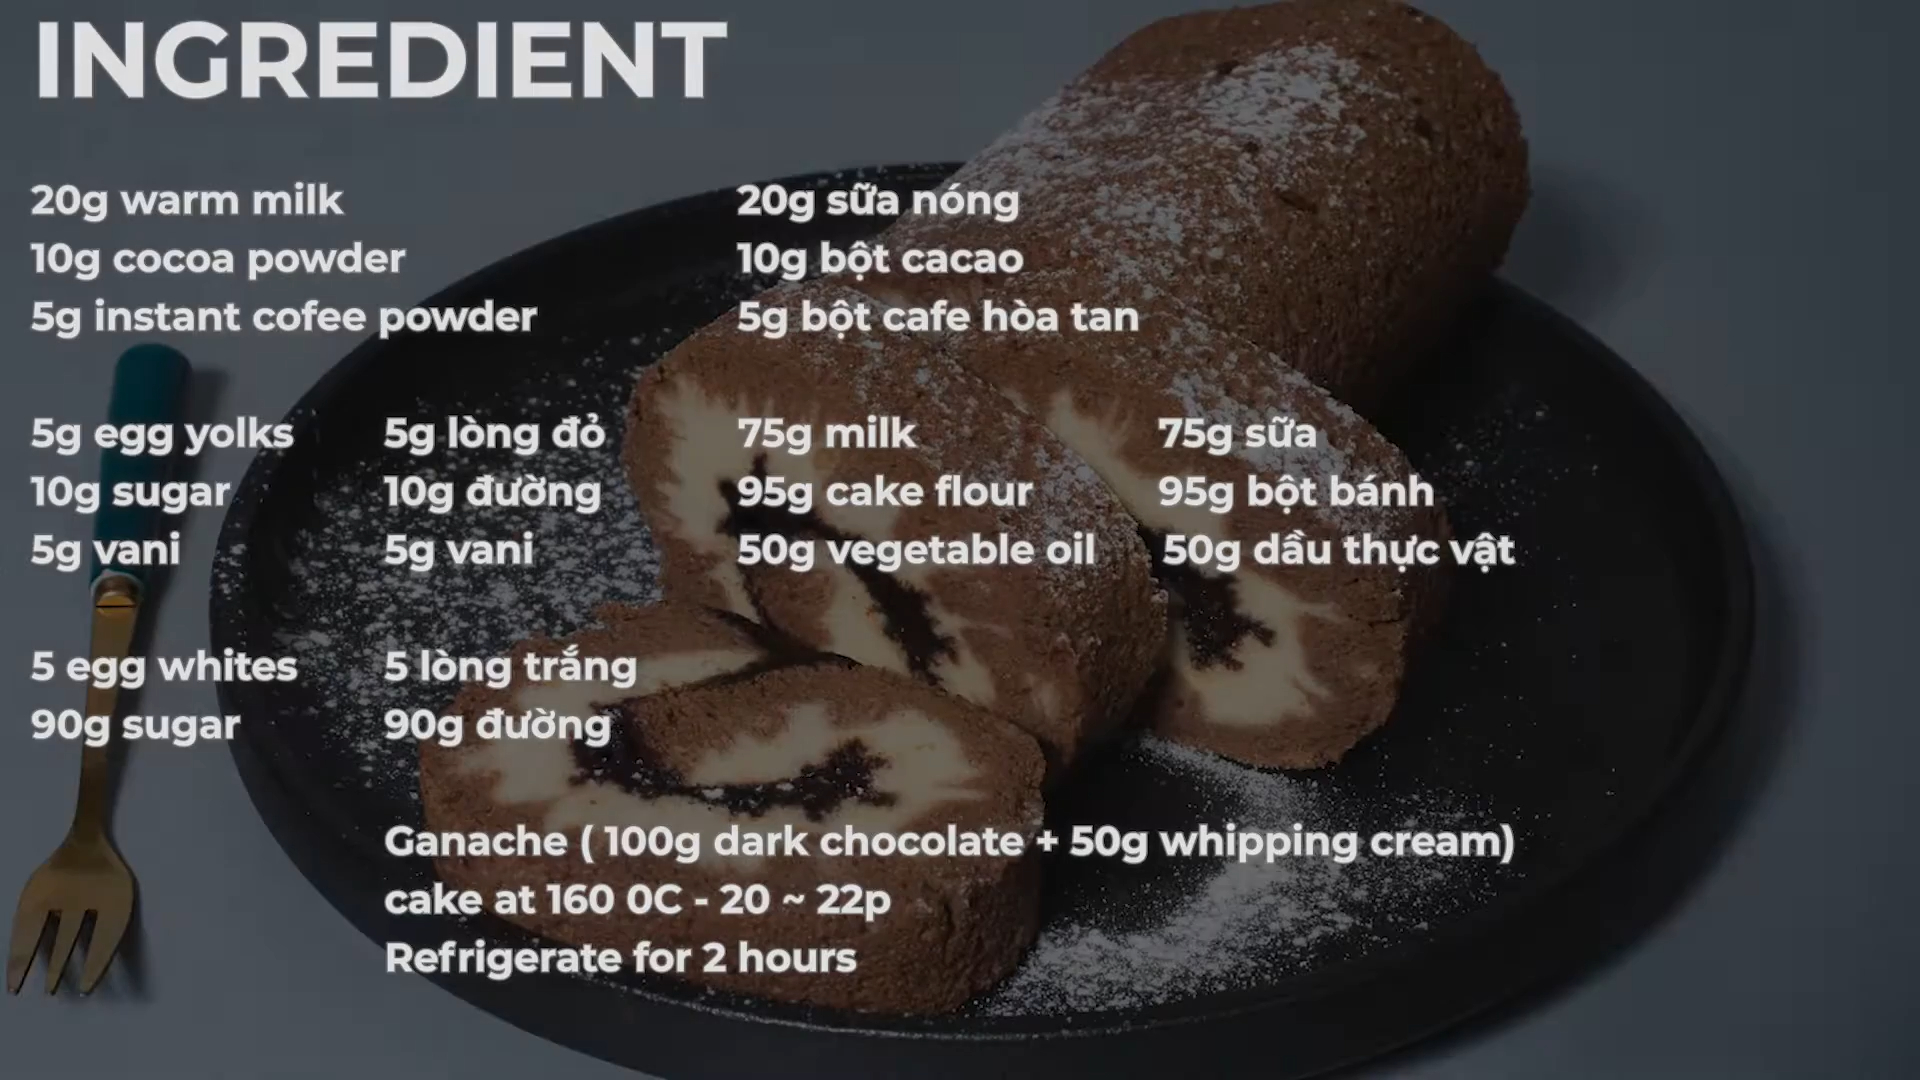 INGREDIENT
20g warm milk
10g cocoa powder
5g instant cofee powder
20g sữa nóng
10g bột cacao
5g bột cafe hòa tan
5g egg yolks
10g sugar
5g vani
5g lòng đỏ
10g đường
5g vani
75g milk
95g cake flour
50g vegetable oil
75g sữa
95g bột bánh
50g dầu thực vật
5 egg whites
90g sugar
5 lòng trắng
90g đường
Ganache ( 100g dark chocolate + 50g whipping cream)
cake at 160 0C - 20 ~ 22p
Refrigerate for 2 hours